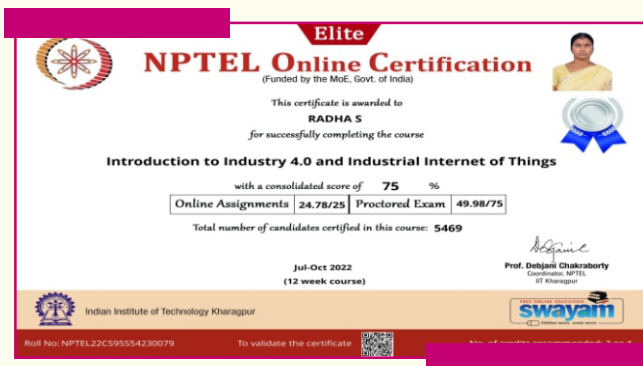 Elite
NPTEL Online Certification
(Funded by the MoE, Govt. of India)
This certificate is awarded to
RADHA S
for successfully completing the course
Introduction to Industry 4.0 and Industrial Internet of Things
with a consolidated score of 75 %
Online Assignments 24.78/25 Proctored Exam 49.98/75
Total number of candidates certified in this course: 5469
Jul-Oct 2022
(12 week course)
Prof. Debjani Chakraborty
Coordinator, NPTEL
IIT Kharagpur
Indian Institute of Technology Kharagpur
FREE ONLINE EDUCATION
swayam
Roll No: NPTEL22CS95S54230079
To validate the certificate